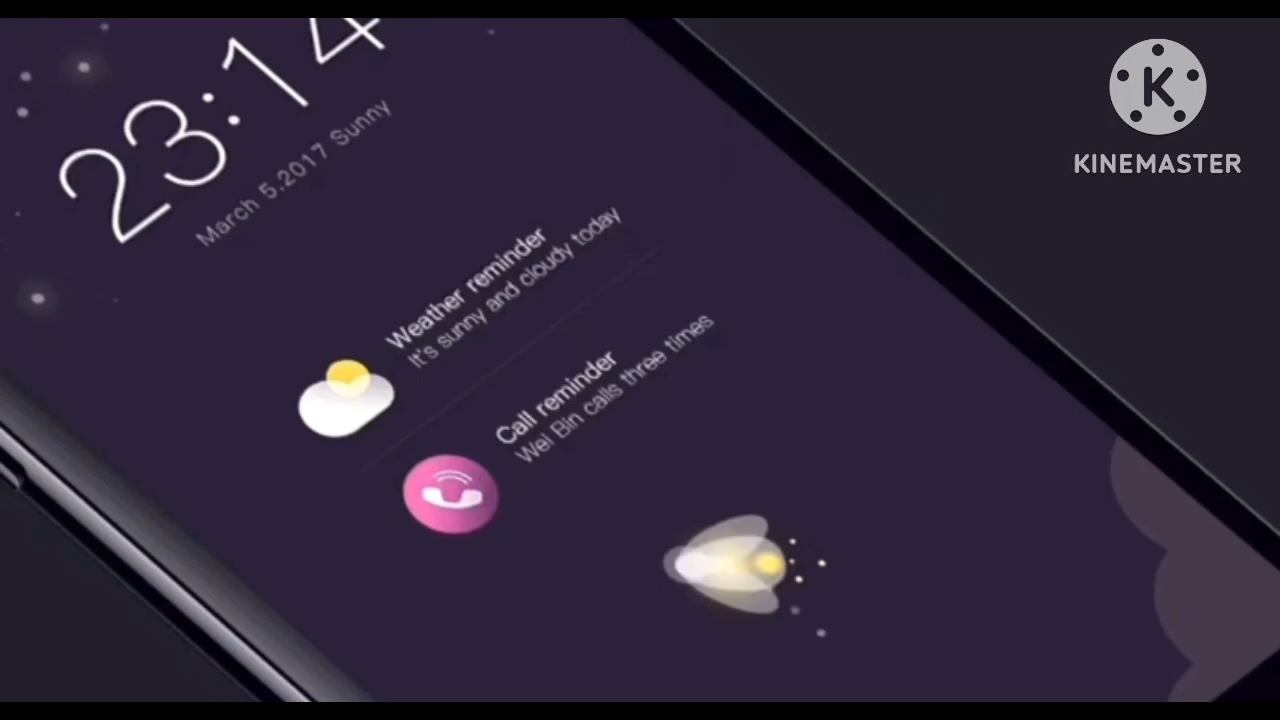 23:14
March 5.2017 Sunny
Weather reminder
It's sunny and cloudy today
Call reminder
Wei Bin calls three times
K
KINEMASTER